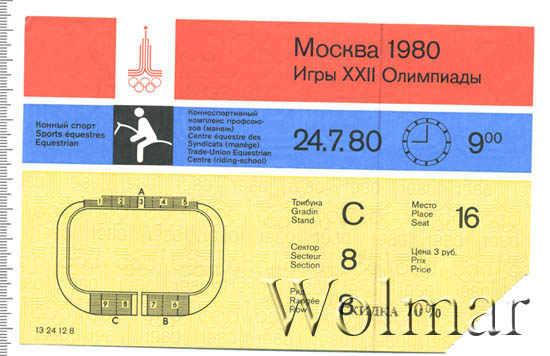 Москва 1980
Игры XXII Олимпиады
Конный спорт
Sports équestres
Equestrian
Конноспортивный
комплекс профсою-
зов (манеж)
Centre équestre des
Syndicats (manège)
Trade-Union Equestrian
Centre (riding-school)
24.7.80
9⁰⁰
A
1 2 3 4 5
9 8
7 6
C B
13 24 12 8
Трибуна
Gradin
Stand
C
Место
Place
Seat
16
Сектор
Secteur
Section
8
Цена 3 руб.
Prix
Price
Ряд
Rangée
Row
8
СКИДКА 70%
Wolmar